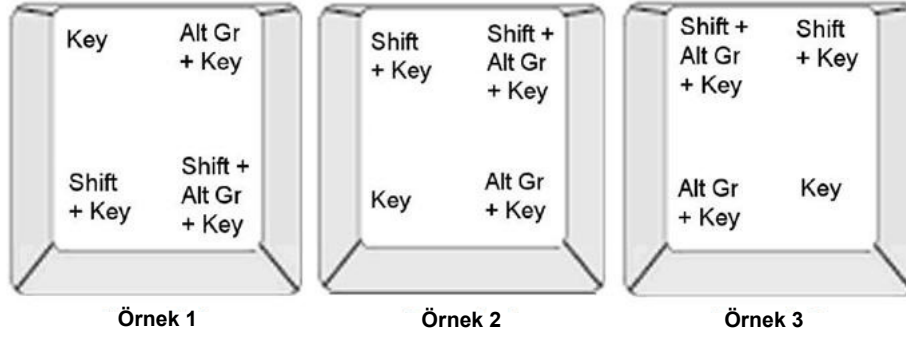 Key
Alt Gr
+ Key
Shift
+ Key
Shift +
Alt Gr
+ Key
Örnek 1
Shift
+ Key
Shift +
Alt Gr
+ Key
Key
Alt Gr
+ Key
Örnek 2
Shift +
Alt Gr
+ Key
Shift
+ Key
Alt Gr
+ Key
Key
Örnek 3